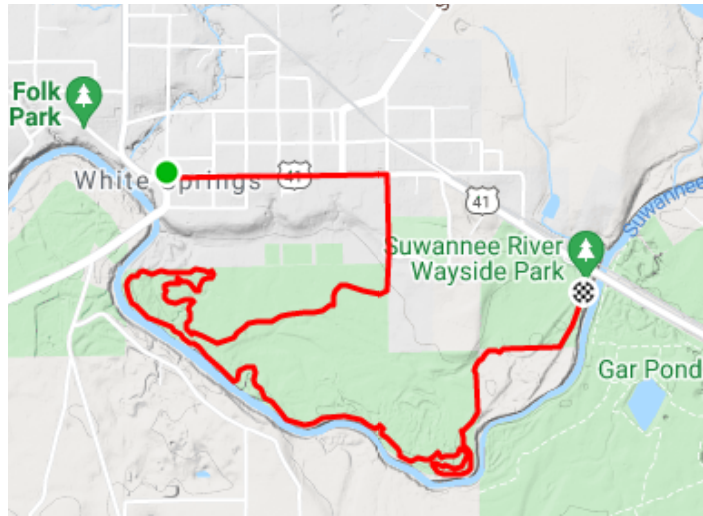 Folk
Park
White Springs
41
41
Suwannee
Suwannee River
Wayside Park
Gar Pond